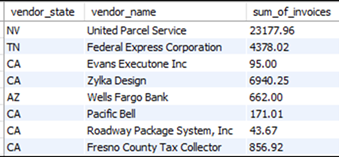 vendor_state vendor_name sum_of_invoices
NV United Parcel Service 23177.96
TN Federal Express Corporation 4378.02
CA Evans Executone Inc 95.00
CA Zylka Design 6940.25
AZ Wells Fargo Bank 662.00
CA Pacific Bell 171.01
CA Roadway Package System, Inc 43.67
CA Fresno County Tax Collector 856.92